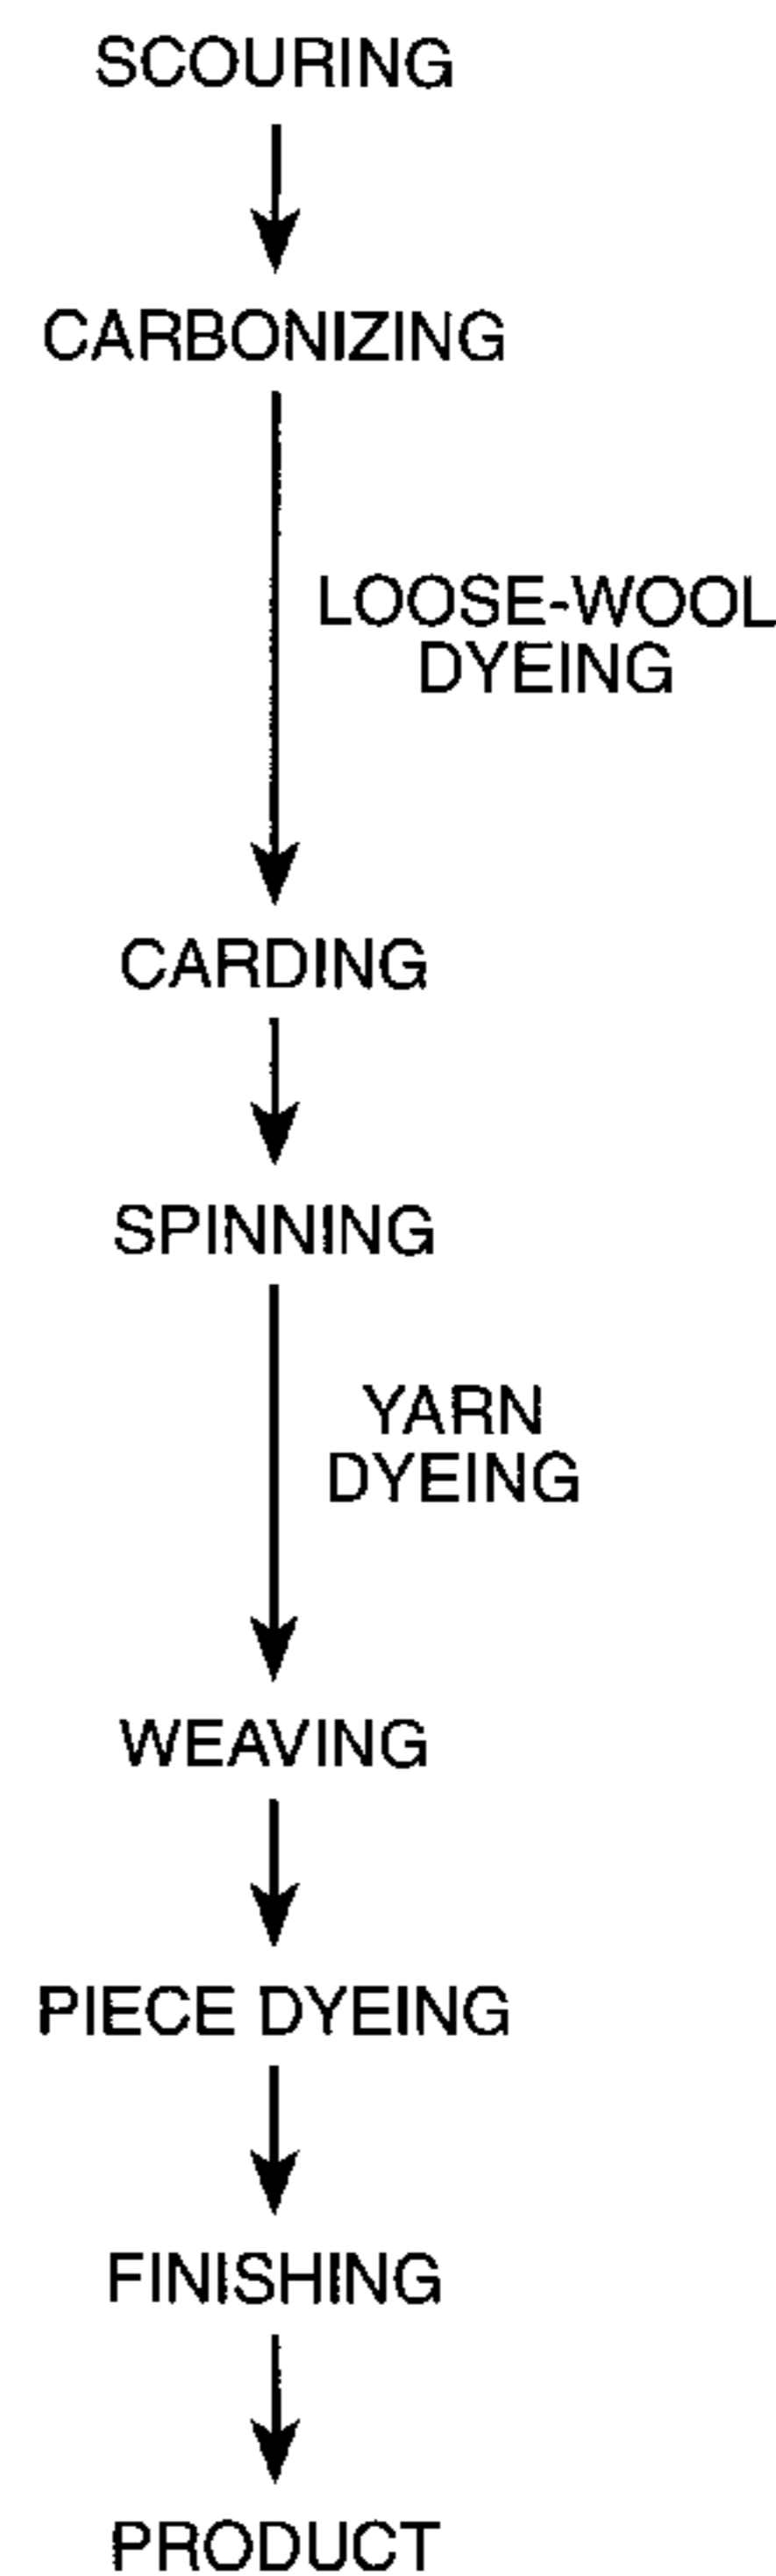 SCOURING
CARBONIZING
LOOSE-WOOL
DYEING
CARDING
SPINNING
YARN
DYEING
WEAVING
PIECE DYEING
FINISHING
PRODUCT